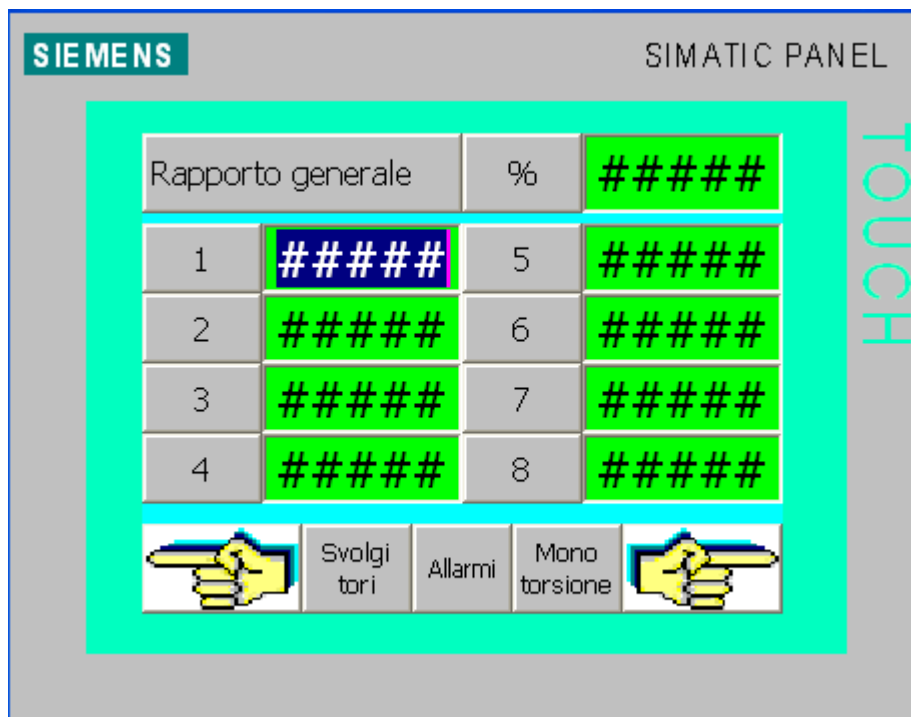 SIEMENS
SIMATIC PANEL
TOUCH
Rapporto generale % #####
1 ##### 5 #####
2 ##### 6 #####
3 ##### 7 #####
4 ##### 8 #####
Svolgi
tori
Allarmi
Mono
torsione